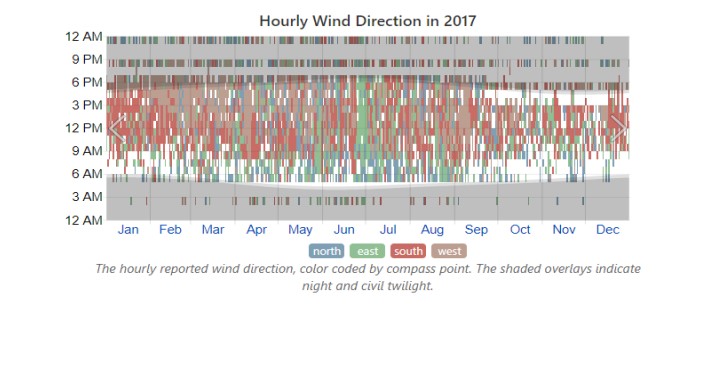 Hourly Wind Direction in 2017
12 AM
9 PM
6 PM
3 PM
12 PM
9 AM
6 AM
3 AM
12 AM
Jan Feb Mar Apr May Jun Jul Aug Sep Oct Nov Dec
north east south west
The hourly reported wind direction, color coded by compass point. The shaded overlays indicate
night and civil twilight.